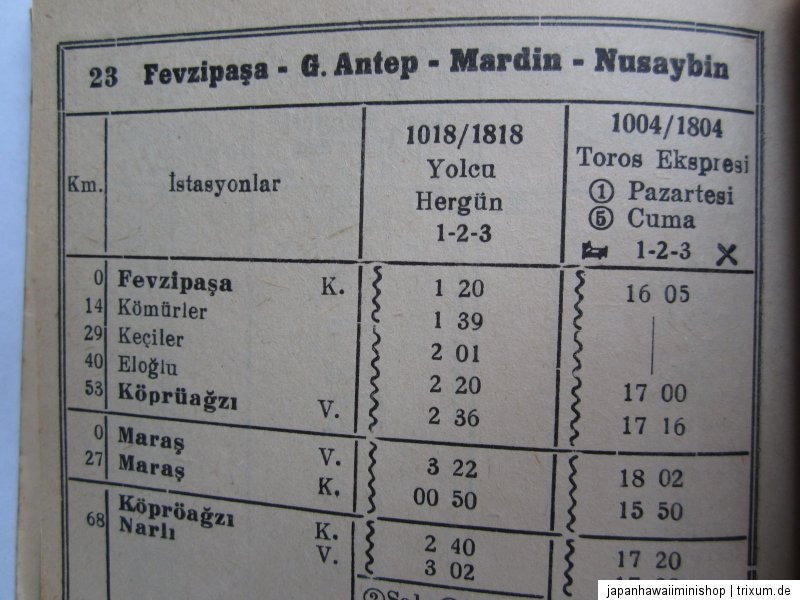 23 Fevzipaşa - G. Antep - Mardin - Nusaybin
Km. İstasyonlar 1018/1818 Yolcu Hergün 1-2-3
1004/1804 Toros Ekspresi ① Pazartesi ⑤ Cuma 1-2-3
0 Fevzipaşa K. 1 20 16 05
14 Kömürler 1 39
29 Keçiler 2 01
40 Eloğlu 2 20 17 00
53 Köprüağzı V. 2 36 17 16
0 Maraş V. 3 22 18 02
27 Maraş K. 00 50 15 50
Köpröağzı K. 2 40 17 20
68 Narlı V. 3 02
japanhawaiiminishop | trixum.de